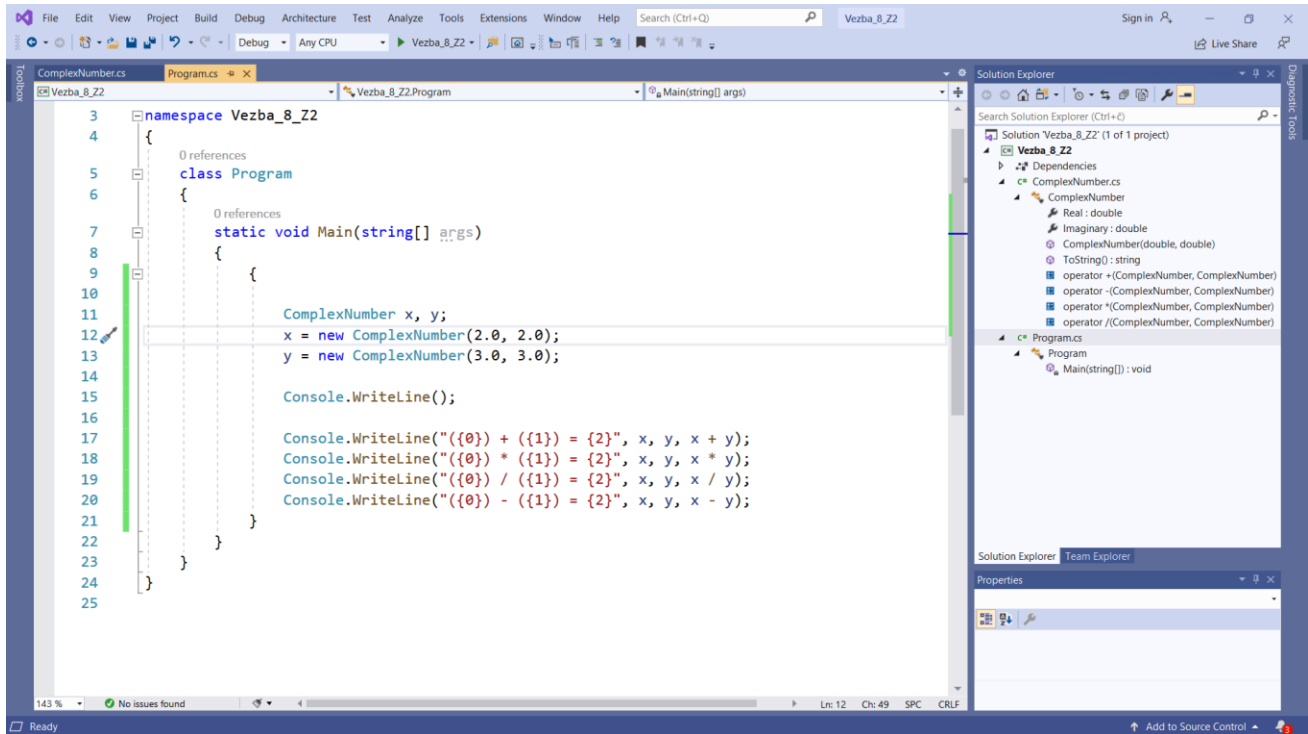 File Edit View Project Build Debug Architecture Test Analyze Tools Extensions Window Help Search (Ctrl+Q) Vezba_8_Z2 Sign in
Debug Any CPU Vezba_8_Z2 Live Share
Toolbox
ComplexNumber.cs Program.cs
Vezba_8_Z2 Vezba_8_Z2.Program Main(string[] args)
3 namespace Vezba_8_Z2
4 {
0 references
5 class Program
6 {
0 references
7 static void Main(string[] args)
8 {
9 {
10
11 ComplexNumber x, y;
12 x = new ComplexNumber(2.0, 2.0);
13 y = new ComplexNumber(3.0, 3.0);
14
15 Console.WriteLine();
16
17 Console.WriteLine("({0}) + ({1}) = {2}", x, y, x + y);
18 Console.WriteLine("({0}) * ({1}) = {2}", x, y, x * y);
19 Console.WriteLine("({0}) / ({1}) = {2}", x, y, x / y);
20 Console.WriteLine("({0}) - ({1}) = {2}", x, y, x - y);
21 }
22 }
23 }
24 }
25
143 % No issues found Ln: 12 Ch: 49 SPC CRLF
Solution Explorer
Search Solution Explorer (Ctrl+č)
Solution 'Vezba_8_Z2' (1 of 1 project)
Vezba_8_Z2
Dependencies
C# ComplexNumber.cs
ComplexNumber
Real : double
Imaginary : double
ComplexNumber(double, double)
ToString() : string
operator +(ComplexNumber, ComplexNumber)
operator -(ComplexNumber, ComplexNumber)
operator *(ComplexNumber, ComplexNumber)
operator /(ComplexNumber, ComplexNumber)
C# Program.cs
Program
Main(string[]) : void
Solution Explorer Team Explorer
Properties
Diagnostic Tools
Ready Add to Source Control 3